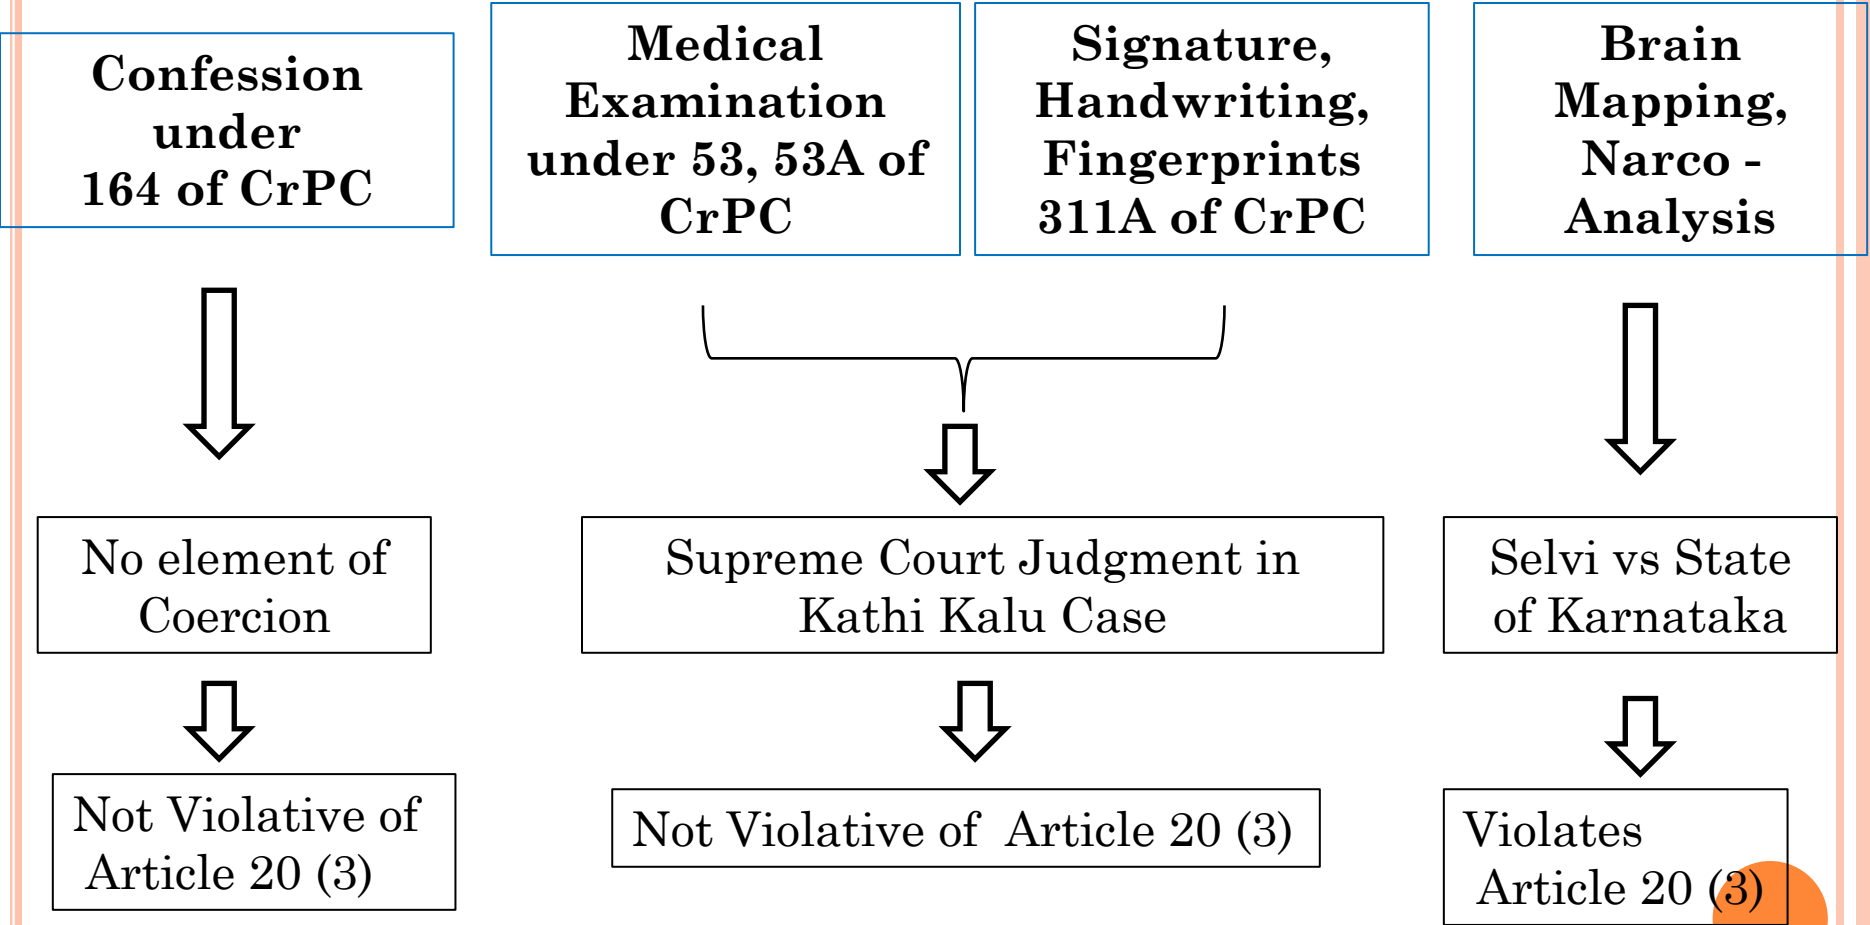 Confession
under
164 of CrPC
Medical
Examination
under 53, 53A of
CrPC
Signature,
Handwriting,
Fingerprints
311A of CrPC
Brain
Mapping,
Narco -
Analysis
No element of
Coercion
Supreme Court Judgment in
Kathi Kalu Case
Selvi vs State
of Karnataka
Not Violative of
Article 20 (3)
Not Violative of Article 20 (3)
Violates
Article 20 (3)